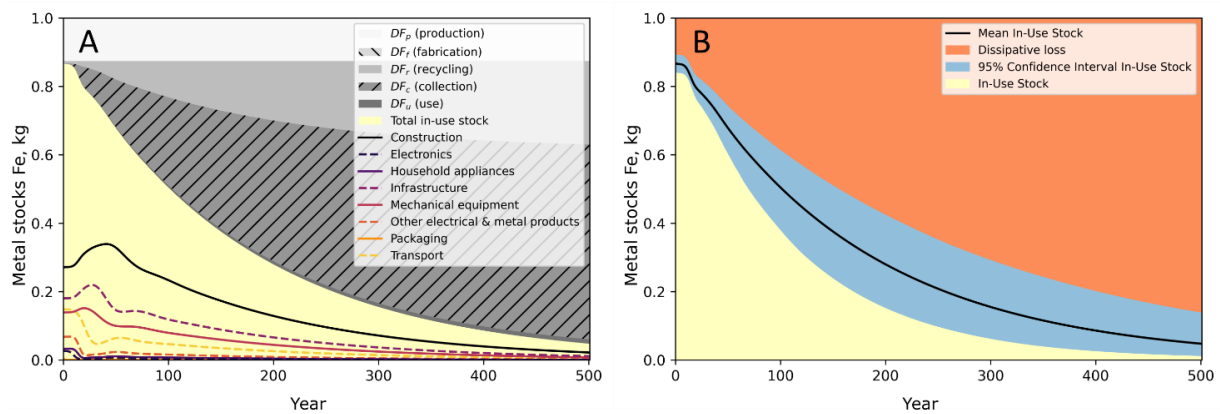 A
Metal stocks Fe, kg
1.0
0.8
0.6
0.4
0.2
0.0
DFp (production)
DFf (fabrication)
DFr (recycling)
DFc (collection)
DFu (use)
Total in-use stock
Construction
Electronics
Household appliances
Infrastructure
Mechanical equipment
Other electrical & metal products
Packaging
Transport
0 100 200 300 400 500
Year
B
Metal stocks Fe, kg
1.0
0.8
0.6
0.4
0.2
0.0
Mean In-Use Stock
Dissipative loss
95% Confidence Interval In-Use Stock
In-Use Stock
0 100 200 300 400 500
Year